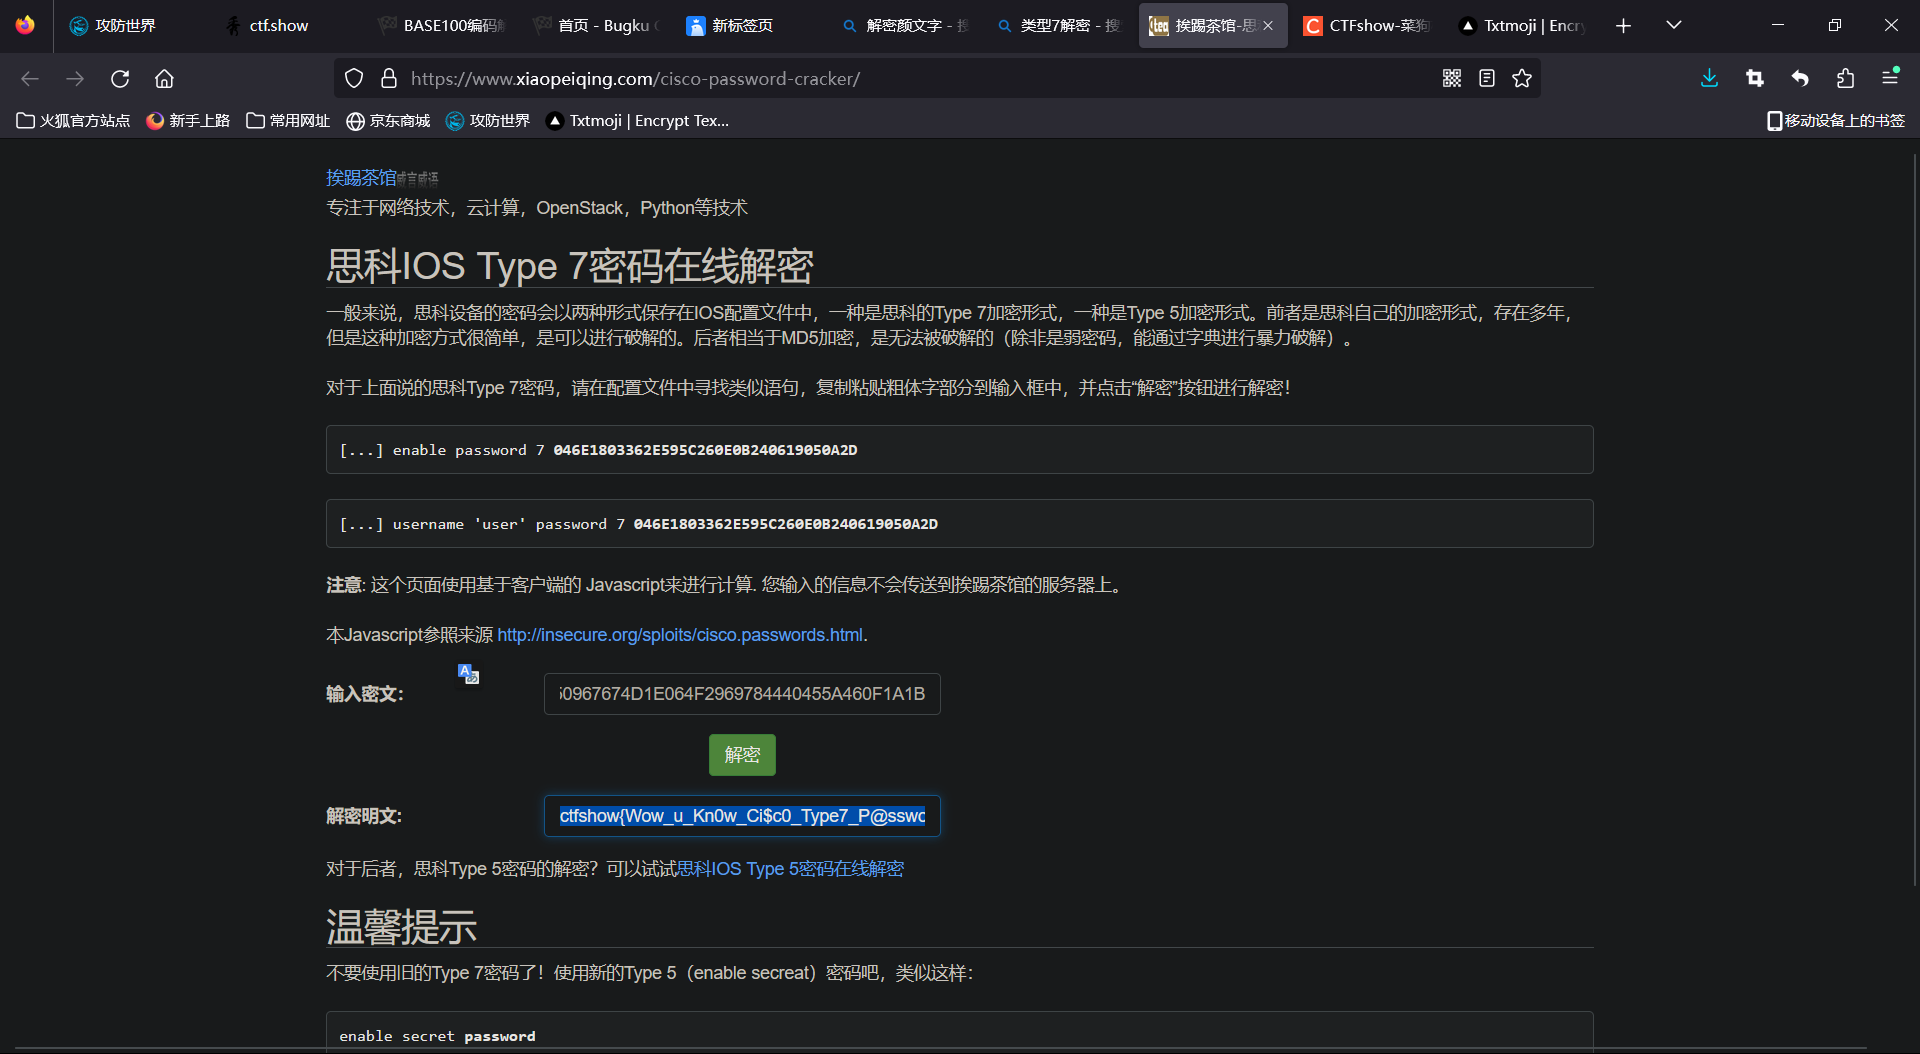 攻防世界
ctf.show
BASE100编码
首页 - Bugku
新标签页
解密颜文字 - 搜
类型7解密 - 搜
挨踢茶馆-思
CTFshow-菜狗
Txtmoji | Encry
https://www.xiaopeiqing.com/cisco-password-cracker/
火狐官方站点
新手上路
常用网址
京东商城
攻防世界
Txtmoji | Encrypt Tex...
移动设备上的书签
挨踢茶馆
专注于网络技术，云计算，OpenStack，Python等技术
思科IOS Type 7密码在线解密
一般来说，思科设备的密码会以两种形式保存在IOS配置文件中，一种是思科的Type 7加密形式，一种是Type 5加密形式。前者是思科自己的加密形式，存在多年，
但是这种加密方式很简单，是可以进行破解的。后者相当于MD5加密，是无法被破解的（除非是弱密码，能通过字典进行暴力破解）。
对于上面说的思科Type 7密码，请在配置文件中寻找类似语句，复制粘贴粗体字部分到输入框中，并点击“解密”按钮进行解密！
[...] enable password 7 046E1803362E595C260E0B240619050A2D
[...] username 'user' password 7 046E1803362E595C260E0B240619050A2D
注意: 这个页面使用基于客户端的 Javascript来进行计算. 您输入的信息不会传送到挨踢茶馆的服务器上。
本Javascript参照来源 http://insecure.org/sploits/cisco.passwords.html.
输入密文：
0967674D1E064F2969784440455A460F1A1B
解密
解密明文:
ctfshow{Wow_u_Kn0w_Ci$c0_Type7_P@sswo
对于后者，思科Type 5密码的解密？可以试试思科IOS Type 5密码在线解密
温馨提示
不要使用旧的Type 7密码了！使用新的Type 5（enable secreat）密码吧，类似这样：
enable secret password